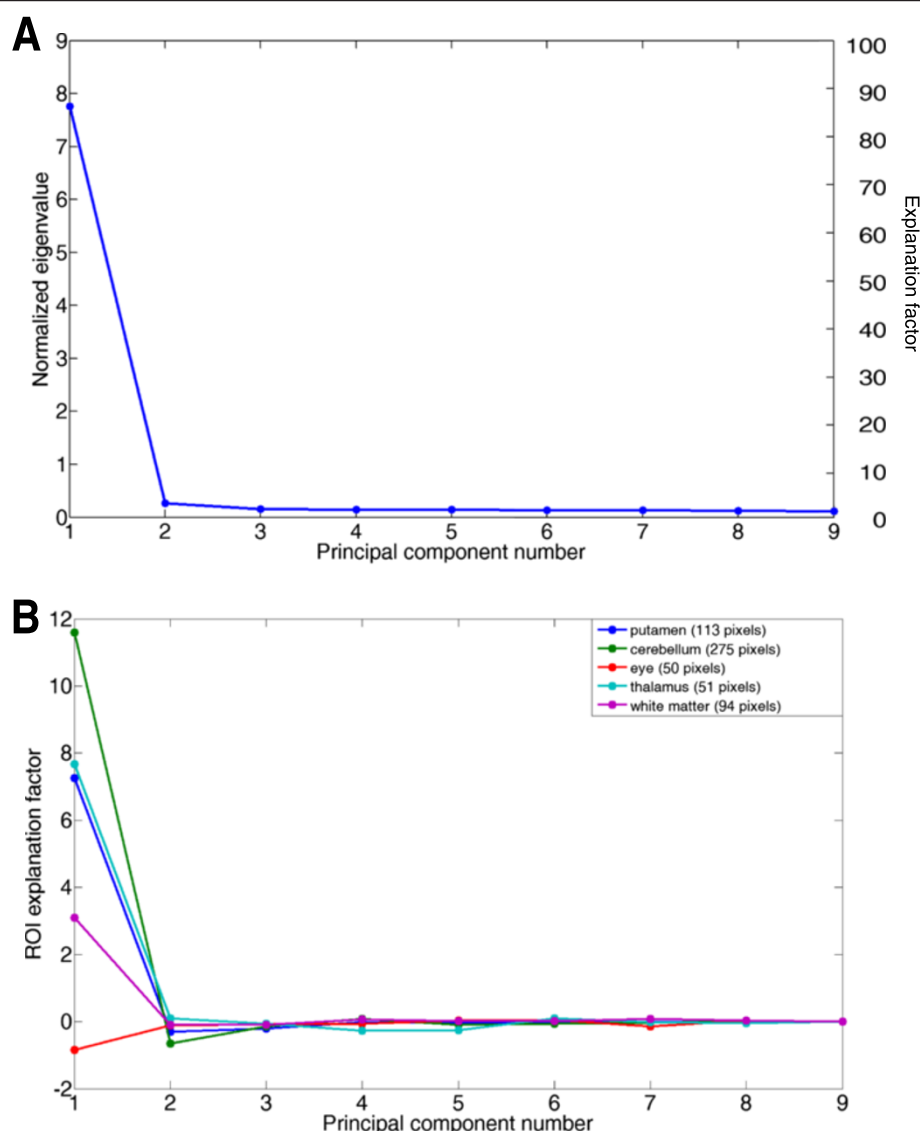 A
9
8
7
6
5
4
3
2
1
0
Normalized eigenvalue
100
90
80
70
60
50
40
30
20
10
0
Explanation factor
1 2 3 4 5 6 7 8 9
Principal component number
B
12
10
8
6
4
2
0
-2
ROI explanation factor
putamen (113 pixels)
cerebellum (275 pixels)
eye (50 pixels)
thalamus (51 pixels)
white matter (94 pixels)
1 2 3 4 5 6 7 8 9
Principal component number